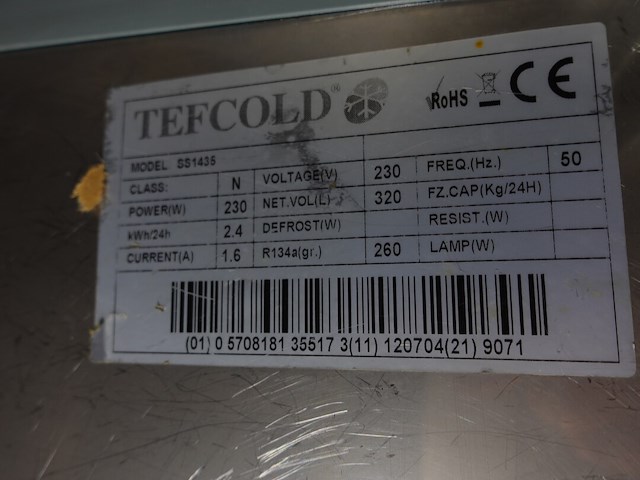 TEFCOLD® RoHS CE
MODEL SS1435
CLASS: N VOLTAGE(V) 230 FREQ.(Hz.) 50
POWER(W) 230 NET.VOL(L) 320 FZ.CAP(Kg/24H)
kWh/24h 2.4 DEFROST(W) RESIST.(W)
CURRENT(A) 1.6 R134a(gr.) 260 LAMP(W)
(01) 0 5708181 35517 3(11) 120704(21) 9071